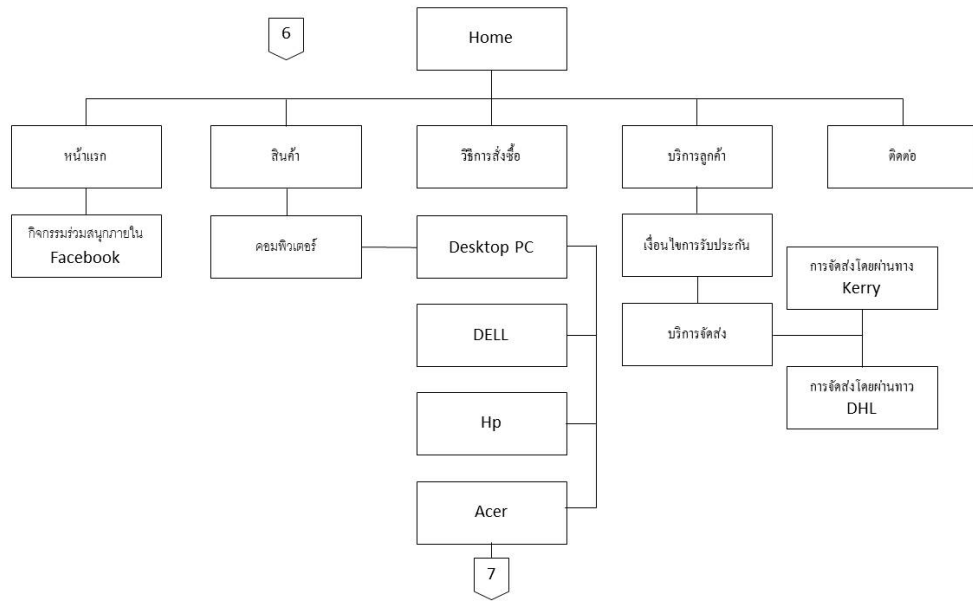 6
Home
หน้าแรก
สินค้า
วิธีการสั่งซื้อ
บริการลูกค้า
ติดต่อ
กิจกรรมร่วมสนุกภายใน
Facebook
คอมพิวเตอร์
Desktop PC
เงื่อนไขการรับประกัน
การจัดส่งโดยผ่านทาง
Kerry
DELL
บริการจัดส่ง
การจัดส่งโดยผ่านทาว
DHL
Hp
Acer
7